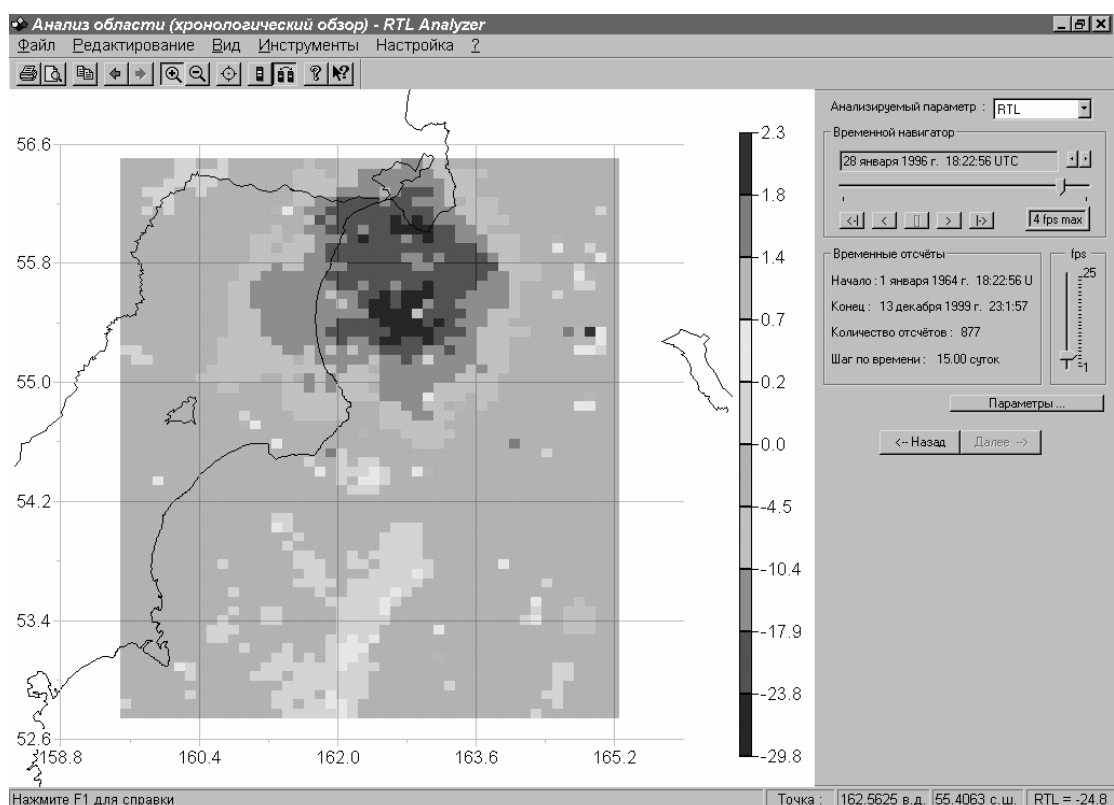 Анализ области (хронологический обзор) - RTL Analyzer
Файл Редактирование Вид Инструменты Настройка ?
56.6
55.8
55.0
54.2
53.4
52.6
158.8 160.4 162.0 163.6 165.2
2.3
1.8
1.4
0.7
0.2
0.0
-4.5
-10.4
-17.9
-23.8
-29.8
Анализируемый параметр : RTL
Временной навигатор
28 января 1996 г. 18:22:56 UTC
<·| < [] > |·> 4 fps max
Временные отсчёты
Начало : 1 января 1964 г. 18:22:56 U
Конец : 13 декабря 1999 г. 23:1:57
Количество отсчётов : 877
Шаг по времени : 15.00 суток
fps
25
1
Параметры ...
<-- Назад Далее -->
Нажмите F1 для справки Точка : 162.5625 в.д. 55.4063 с.ш. RTL = -24.8